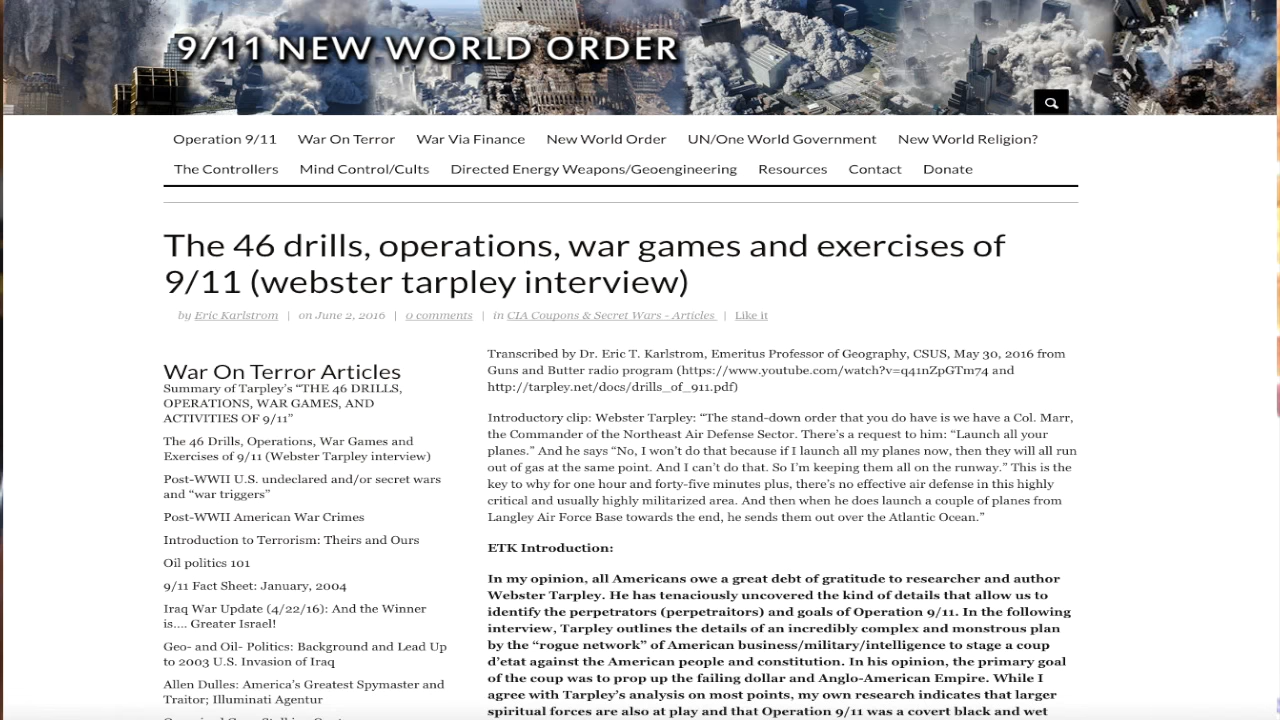 9/11 NEW WORLD ORDER
Operation 9/11 War On Terror War Via Finance New World Order UN/One World Government New World Religion?
The Controllers Mind Control/Cults Directed Energy Weapons/Geoengineering Resources Contact Donate
The 46 drills, operations, war games and exercises of
9/11 (webster tarpley interview)
by Eric Karlstrom | on June 2, 2016 | 0 comments | in CIA Coupons & Secret Wars - Articles | Like it
War On Terror Articles
Summary of Tarpley's “THE 46 DRILLS,
OPERATIONS, WAR GAMES, AND
ACTIVITIES OF 9/11”
The 46 Drills, Operations, War Games and
Exercises of 9/11 (Webster Tarpley interview)
Post-WWII U.S. undeclared and/or secret wars
and “war triggers”
Post-WWII American War Crimes
Introduction to Terrorism: Theirs and Ours
Oil politics 101
9/11 Fact Sheet: January, 2004
Iraq War Update (4/22/16): And the Winner
is…. Greater Israel!
Geo- and Oil- Politics: Background and Lead Up
to 2003 U.S. Invasion of Iraq
Allen Dulles: America's Greatest Spymaster and
Traitor; Illuminati Agentur
Transcribed by Dr. Eric T. Karlstrom, Emeritus Professor of Geography, CSUS, May 30, 2016 from
Guns and Butter radio program (https://www.youtube.com/watch?v=q41nZpGTm74 and
http://tarpley.net/docs/drills_of_911.pdf)
Introductory clip: Webster Tarpley: “The stand-down order that you do have is we have a Col. Marr,
the Commander of the Northeast Air Defense Sector. There's a request to him: “Launch all your
planes.” And he says “No, I won't do that because if I launch all my planes now, then they will all run
out of gas at the same point. And I can't do that. So I'm keeping them all on the runway.” This is the
key to why for one hour and forty-five minutes plus, there's no effective air defense in this highly
critical and usually highly militarized area. And then when he does launch a couple of planes from
Langley Air Force Base towards the end, he sends them out over the Atlantic Ocean.”
ETK Introduction:
In my opinion, all Americans owe a great debt of gratitude to researcher and author
Webster Tarpley. He has tenaciously uncovered the kind of details that allow us to
identify the perpetrators (perpetraitors) and goals of Operation 9/11. In the following
interview, Tarpley outlines the details of an incredibly complex and monstrous plan
by the “rogue network” of American business/military/intelligence to stage a coup
d'etat against the American people and constitution. In his opinion, the primary goal
of the coup was to prop up the failing dollar and Anglo-American Empire. While I
agree with Tarpley's analysis on most points, my own research indicates that larger
spiritual forces are also at play and that Operation 9/11 was a covert black and wet